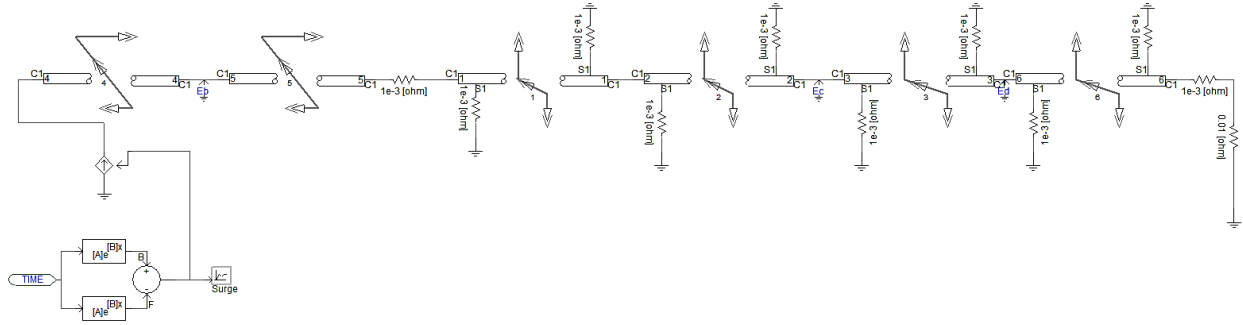 1e-3 [ohm]
1e-3 [ohm]
1e-3 [ohm]
1e-3 [ohm]
C1 4
4
4 C1
Eb
C1 5
5
5 C1
1e-3 [ohm]
C1 1
S1
1e-3 [ohm]
1
S1
1 C1
C1 2
S1
1e-3 [ohm]
2
S1
2 C1
Ec
C1 3
S1
1e-3 [ohm]
3
S1
3 C1
Ed
6
S1
1e-3 [ohm]
6
S1
6 C1
1e-3 [ohm]
0.01 [ohm]
TIME
[A]e [B]x
[A]e [B]x
B
+
-
F
Surge